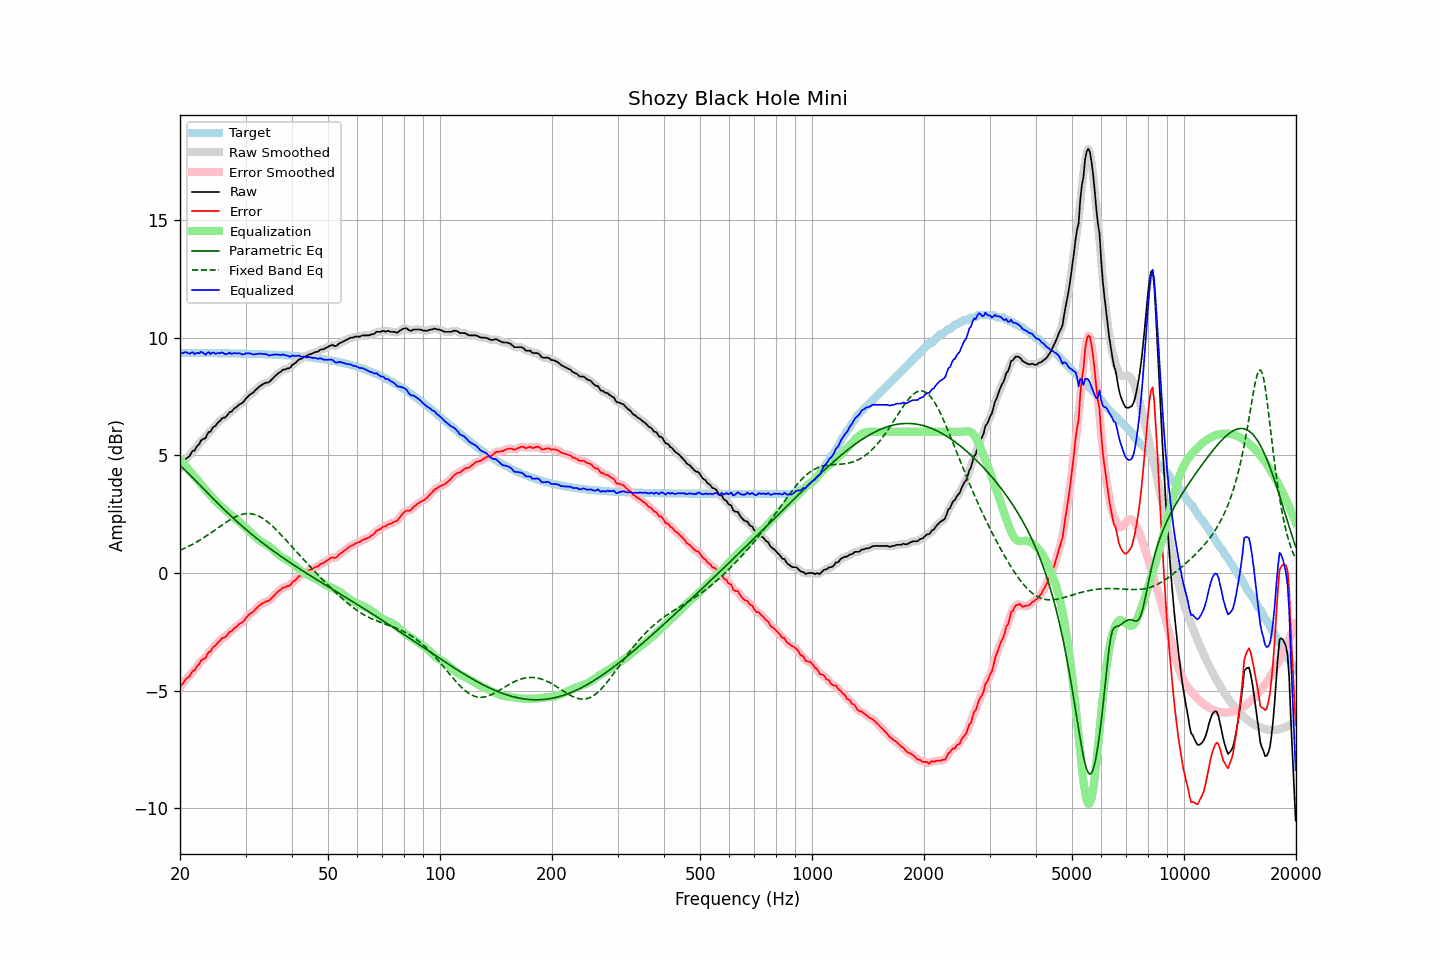 Shozy Black Hole Mini
Target
Raw Smoothed
Error Smoothed
Raw
Error
Equalization
Parametric Eq
Fixed Band Eq
Equalized
15
10
5
0
−5
−10
Amplitude (dBr)
20 50 100 200 500 1000 2000 5000 10000 20000
Frequency (Hz)